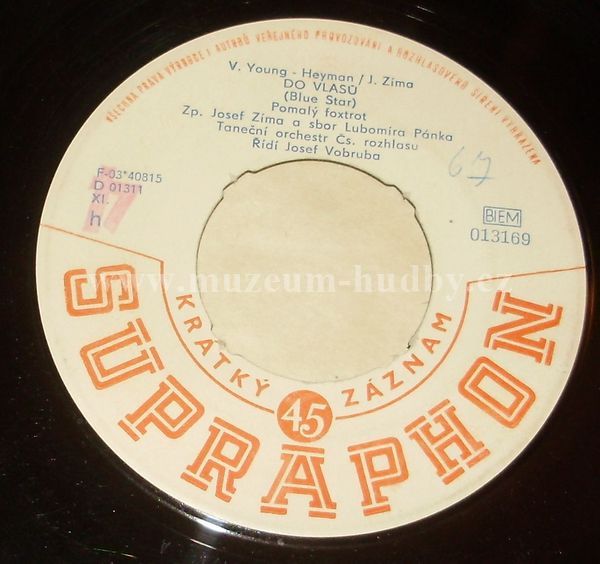 VŠECHNA PRÁVA VÝROBCE I AUTORŮ VEŘEJNÉHO PROVOZOVÁNÍ A ROZHLASOVÉHO ŠÍŘENÍ VYHRAŽENA
V. Young - Heyman / J. Zíma
DO VLASŮ
(Blue Star)
Pomalý foxtrot
Zp. Josef Zíma a sbor Lubomíra Pánka
Taneční orchestr Čs. rozhlasu
Řídí Josef Vobruba
67
F-03*40815
D 01311
XI.
h
17
BIEM
013169
www.muzeum-hudby.cz
KRÁTKÝ
45
ZÁZNAM
SUPRAPHON